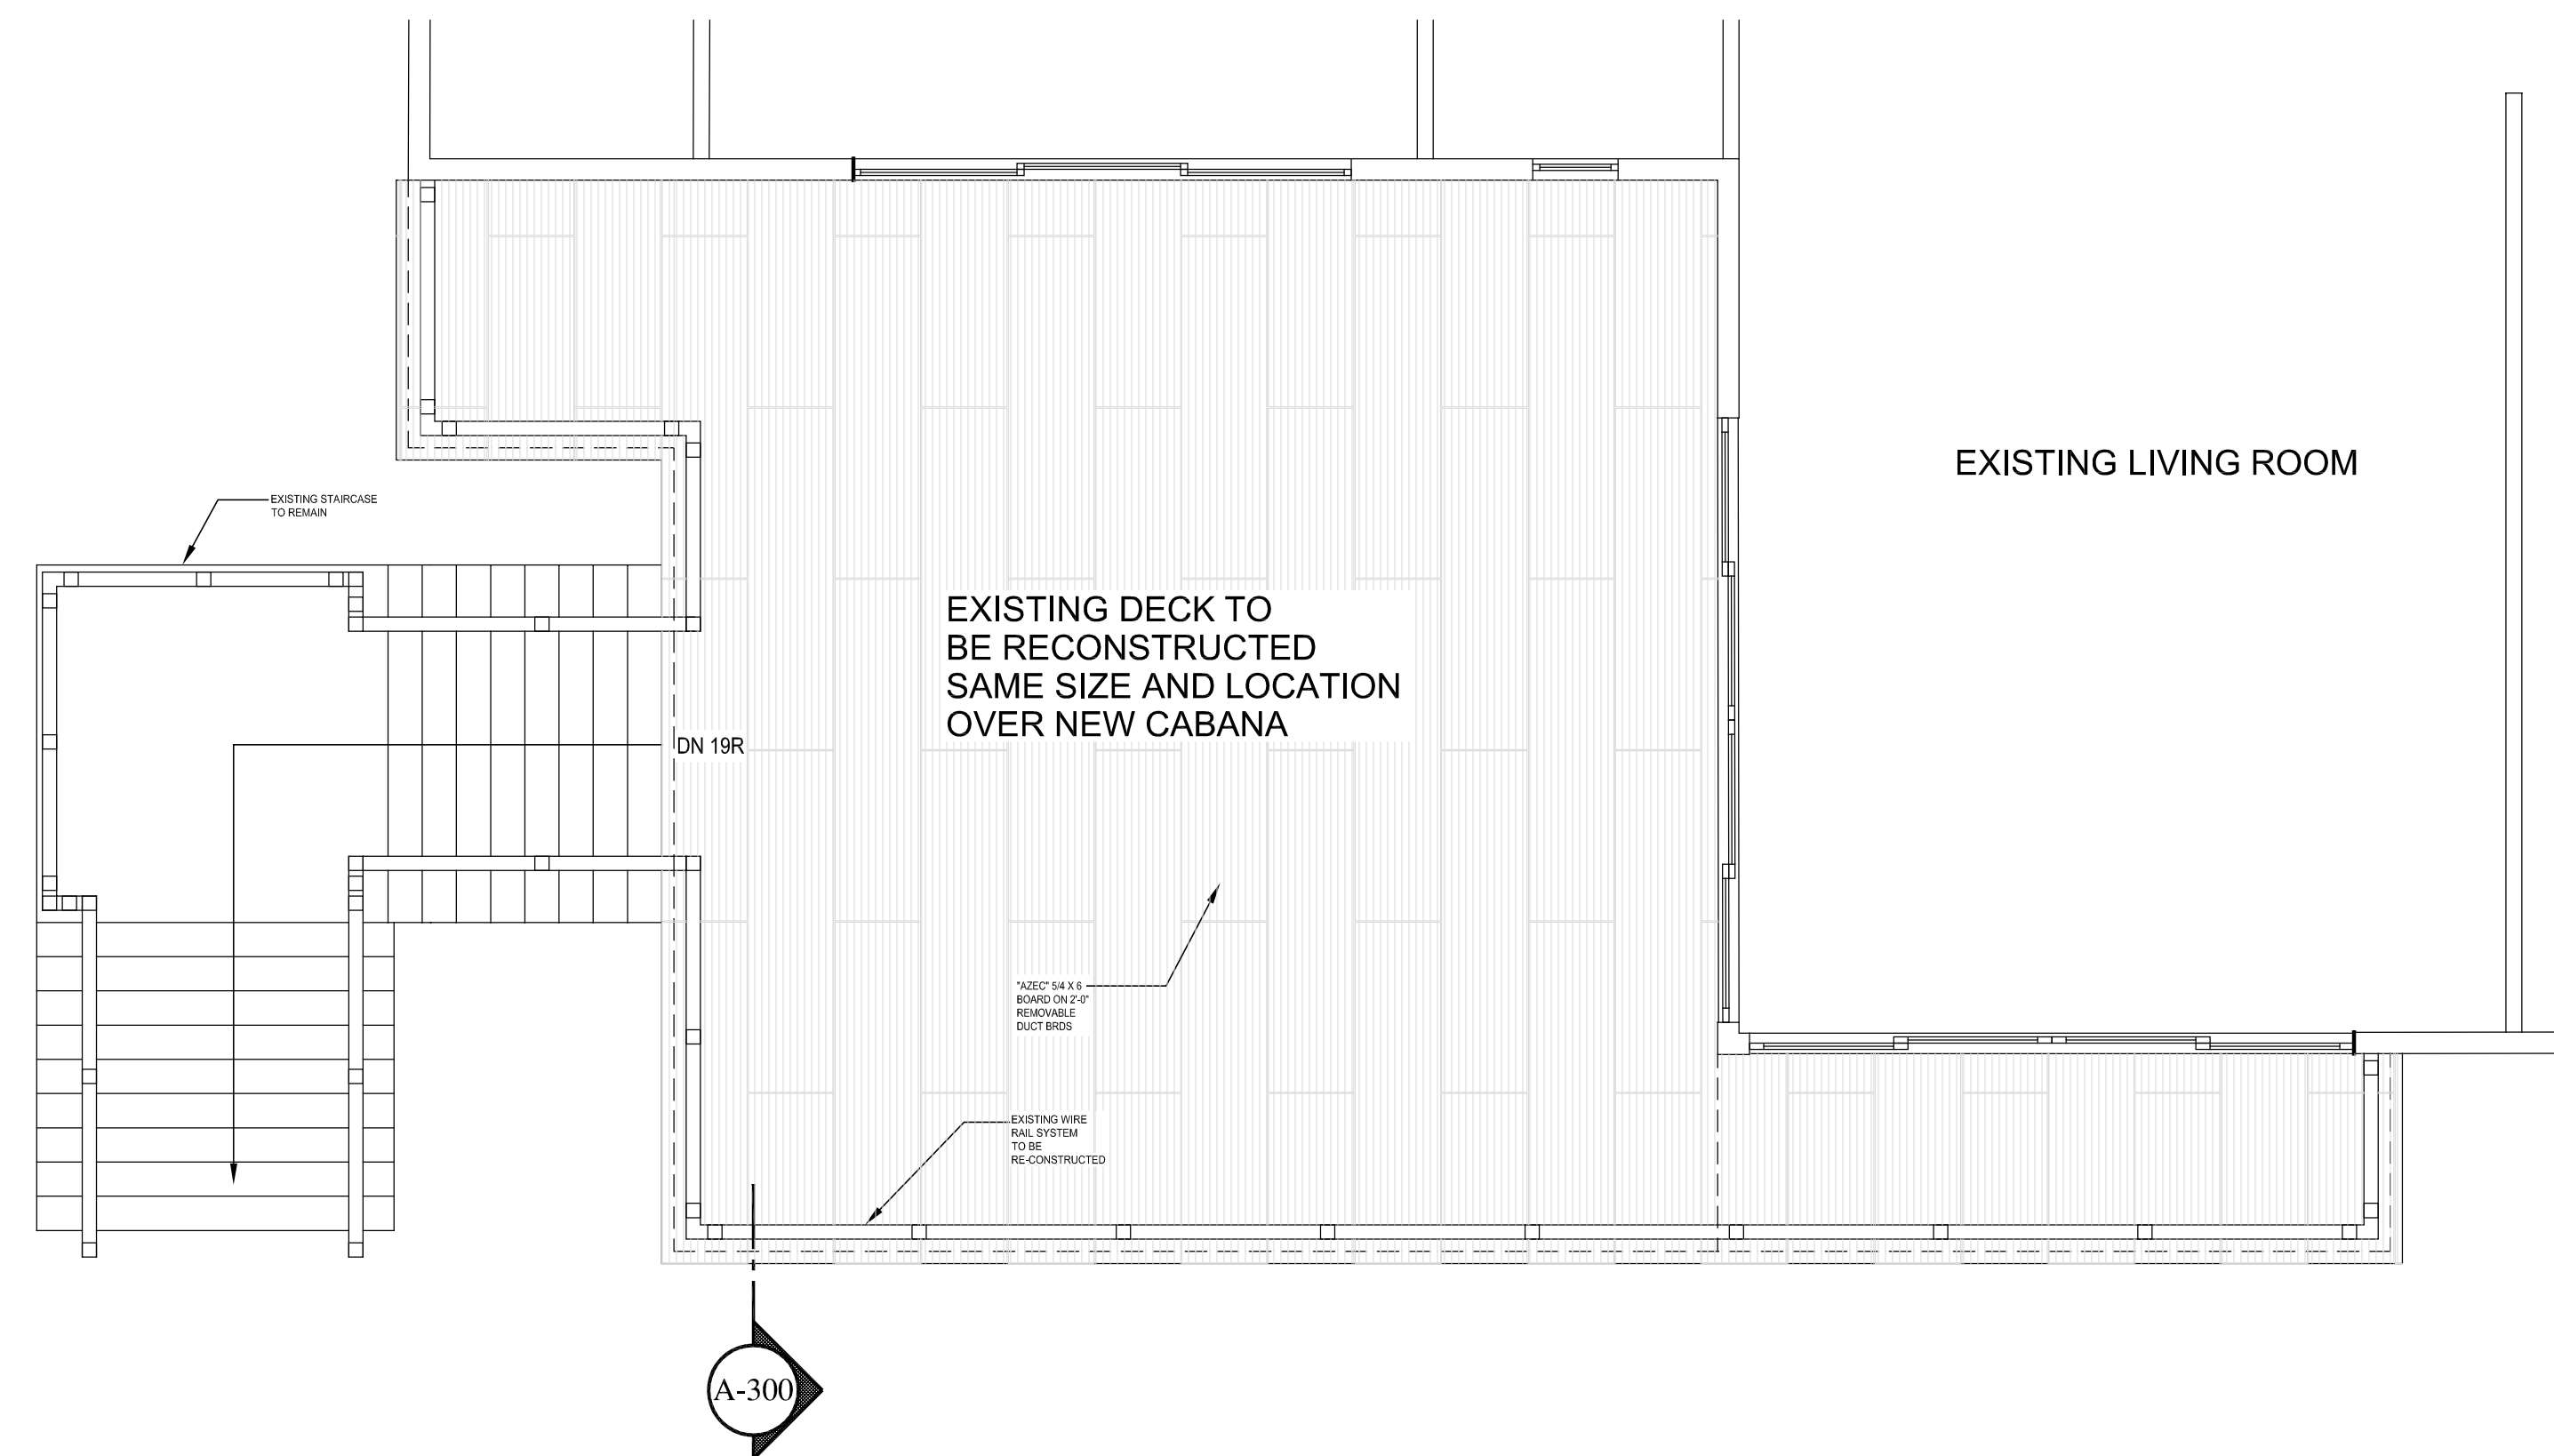 EXISTING LIVING ROOM
EXISTING STAIRCASE
TO REMAIN
EXISTING DECK TO
BE RECONSTRUCTED
SAME SIZE AND LOCATION
OVER NEW CABANA
DN 19R
"AZEC" 5/4 X 6
BOARD ON 2'-0"
REMOVABLE
DUCT BRDS
EXISTING WIRE
RAIL SYSTEM
TO BE
RE-CONSTRUCTED
A-300